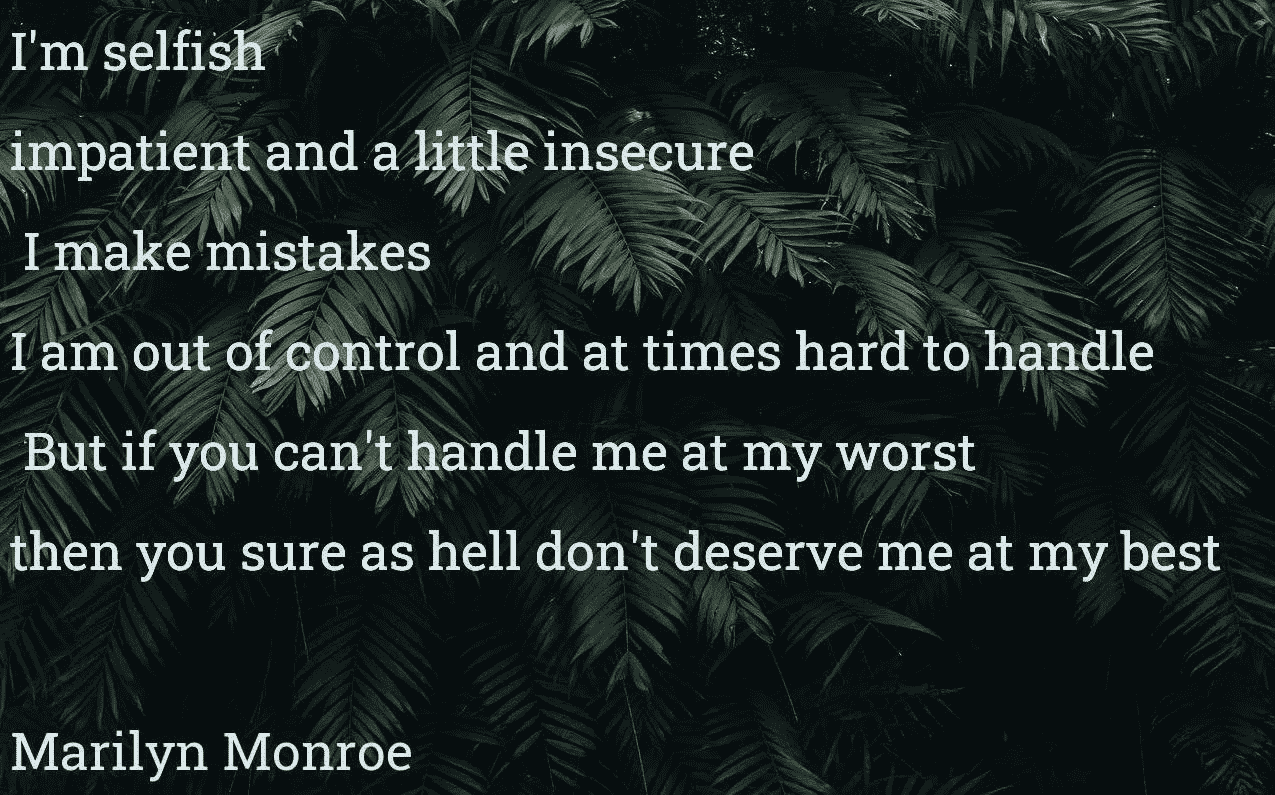 I'm selfish
impatient and a little insecure
I make mistakes
I am out of control and at times hard to handle
But if you can't handle me at my worst
then you sure as hell don't deserve me at my best
Marilyn Monroe